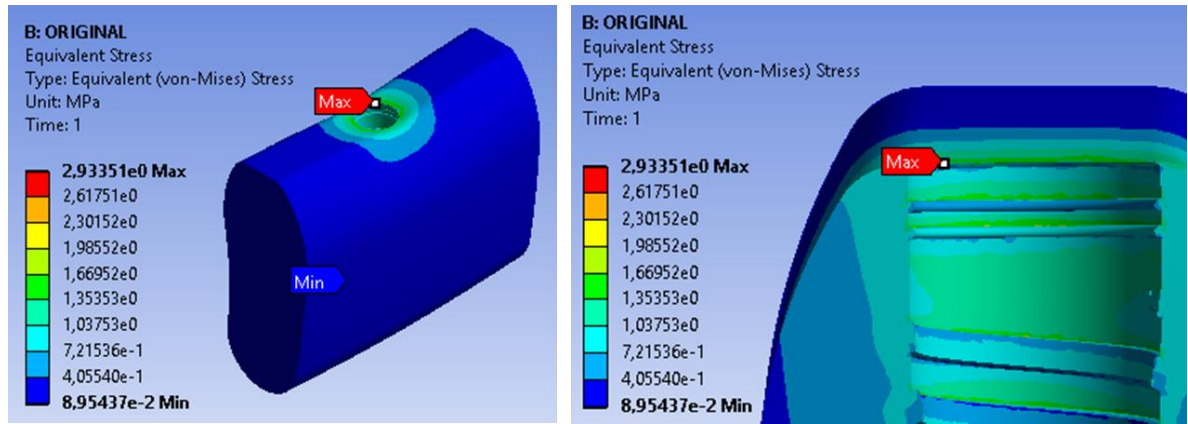 B: ORIGINAL
Equivalent Stress
Type: Equivalent (von-Mises) Stress
Unit: MPa
Time: 1
Max
2,93351e0 Max
2,61751e0
2,30152e0
1,98552e0
1,66952e0
1,35353e0
1,03753e0
7,21536e-1
4,05540e-1
8,95437e-2 Min
Min
B: ORIGINAL
Equivalent Stress
Type: Equivalent (von-Mises) Stress
Unit: MPa
Time: 1
Max
2,93351e0 Max
2,61751e0
2,30152e0
1,98552e0
1,66952e0
1,35353e0
1,03753e0
7,21536e-1
4,05540e-1
8,95437e-2 Min